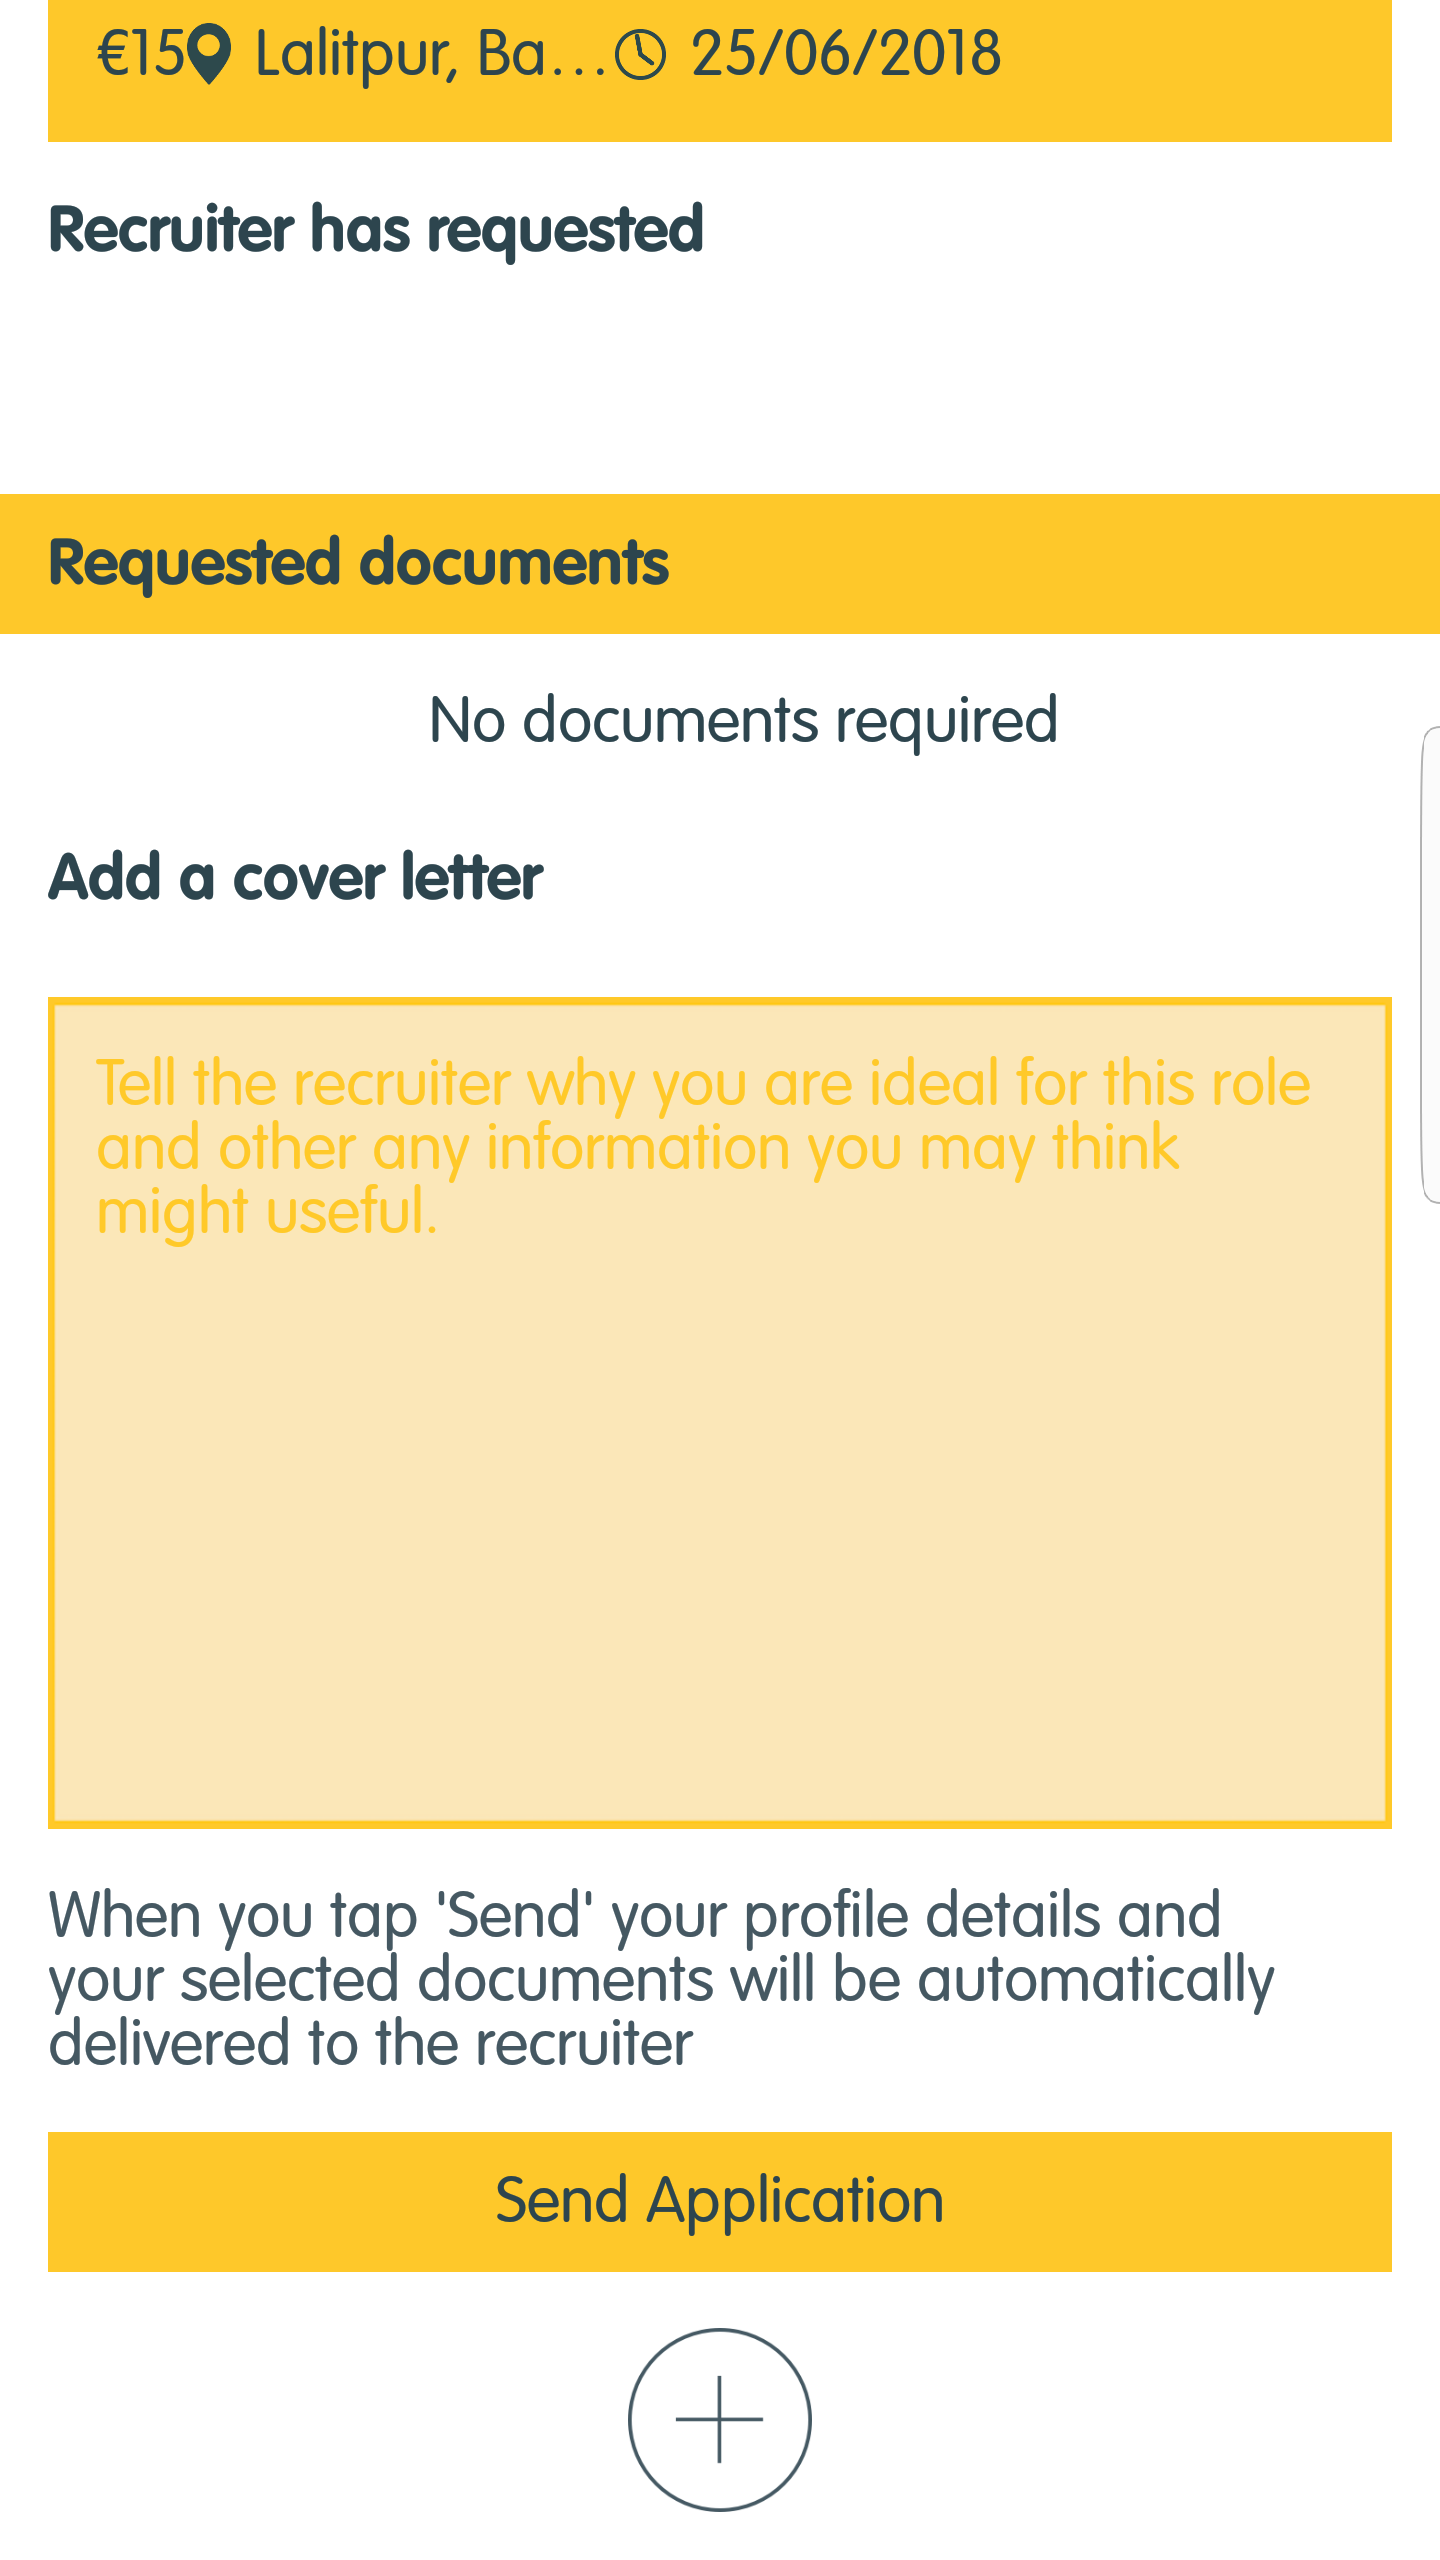 €15 Lalitpur, Ba... 25/06/2018
Recruiter has requested
Requested documents
No documents required
Add a cover letter
Tell the recruiter why you are ideal for this role
and other any information you may think
might useful.
When you tap 'Send' your profile details and
your selected documents will be automatically
delivered to the recruiter
Send Application